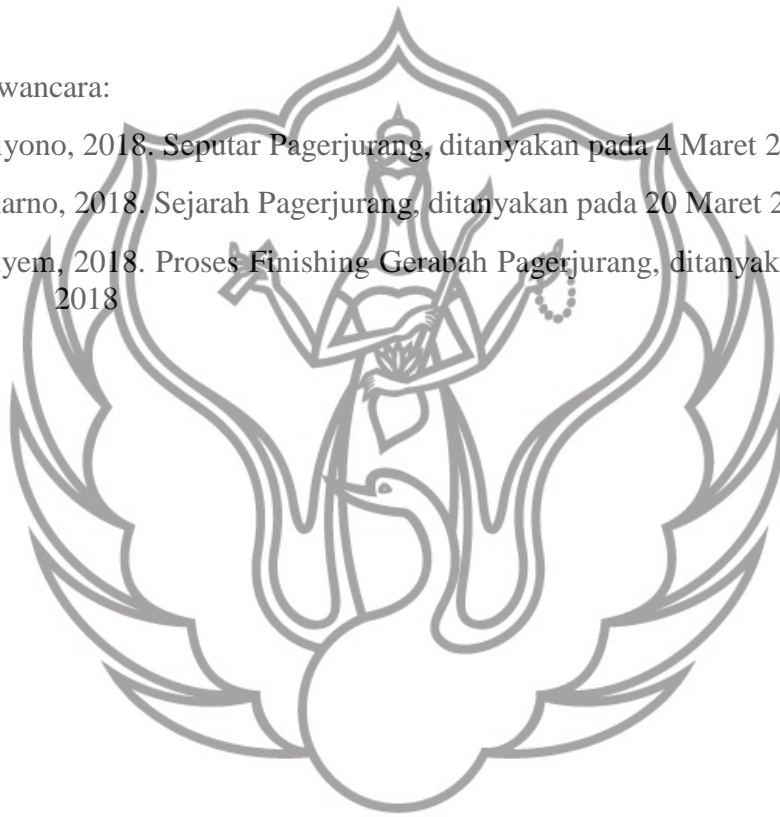 wancara:
yono, 2018. Seputar Pagerjurang, ditanyakan pada 4 Maret 2
arno, 2018. Sejarah Pagerjurang, ditanyakan pada 20 Maret 2
yem, 2018. Proses Finishing Gerabah Pagerjurang, ditanyak
2018